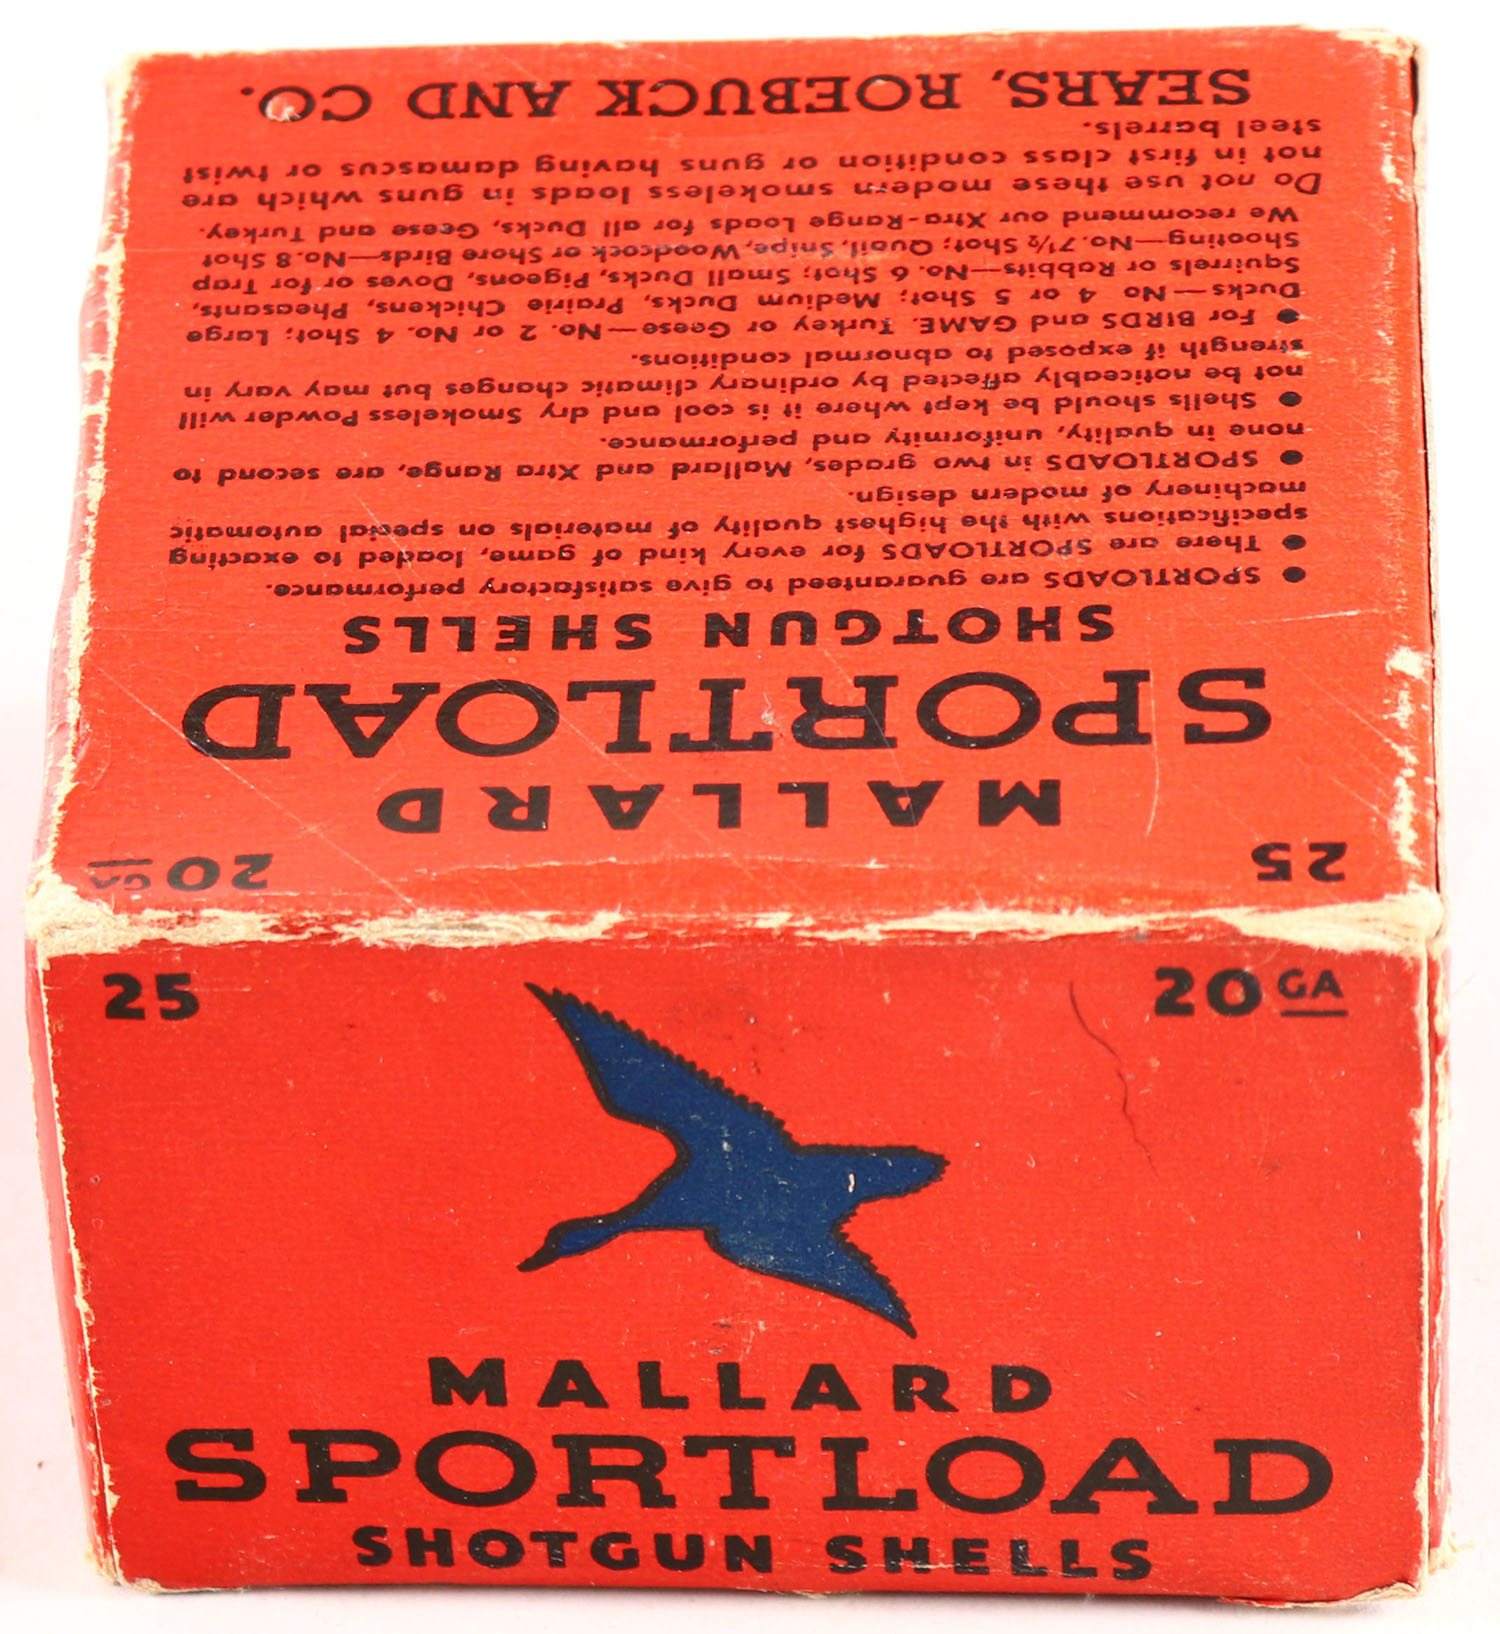 25
20 GA
MALLARD
SPORTLOAD
SHOTGUN SHELLS
25
20 GA
MALLARD
SPORTLOAD
SHOTGUN SHELLS
● SPORTLOADS are guaranteed to give satisfactory performance.
● There are SPORTLOADS for every kind of game, loaded to exacting
specifications with the highest quality of materials on special automatic
machinery of modern design.
● SPORTLOADS in two grades, Mallard and Xtra Range, are second to
none in quality, uniformity and performance.
● Shells should be kept where it is cool and dry Smokeless Powder will
not be noticeably affected by ordinary climatic changes but may vary in
strength if exposed to abnormal conditions.
● For BIRDS and GAME. Turkey or Geese—No. 2 or No. 4 Shot; Large
Ducks—No 4 or 5 Shot; Medium Ducks, Prairie Chickens, Pheasants,
Squirrels or Rabbits—No. 6 Shot; Small Ducks, Pigeons, Doves or for Trap
Shooting—No. 7½ Shot; Quail, Snipe, Woodcock or Shore Birds—No. 8 Shot
We recommend our Xtra-Range Loads for all Ducks, Geese and Turkey.
Do not use these modern smokeless loads in guns which are
not in first class condition or guns having damascus or twist
steel barrels.
SEARS, ROEBUCK AND CO.